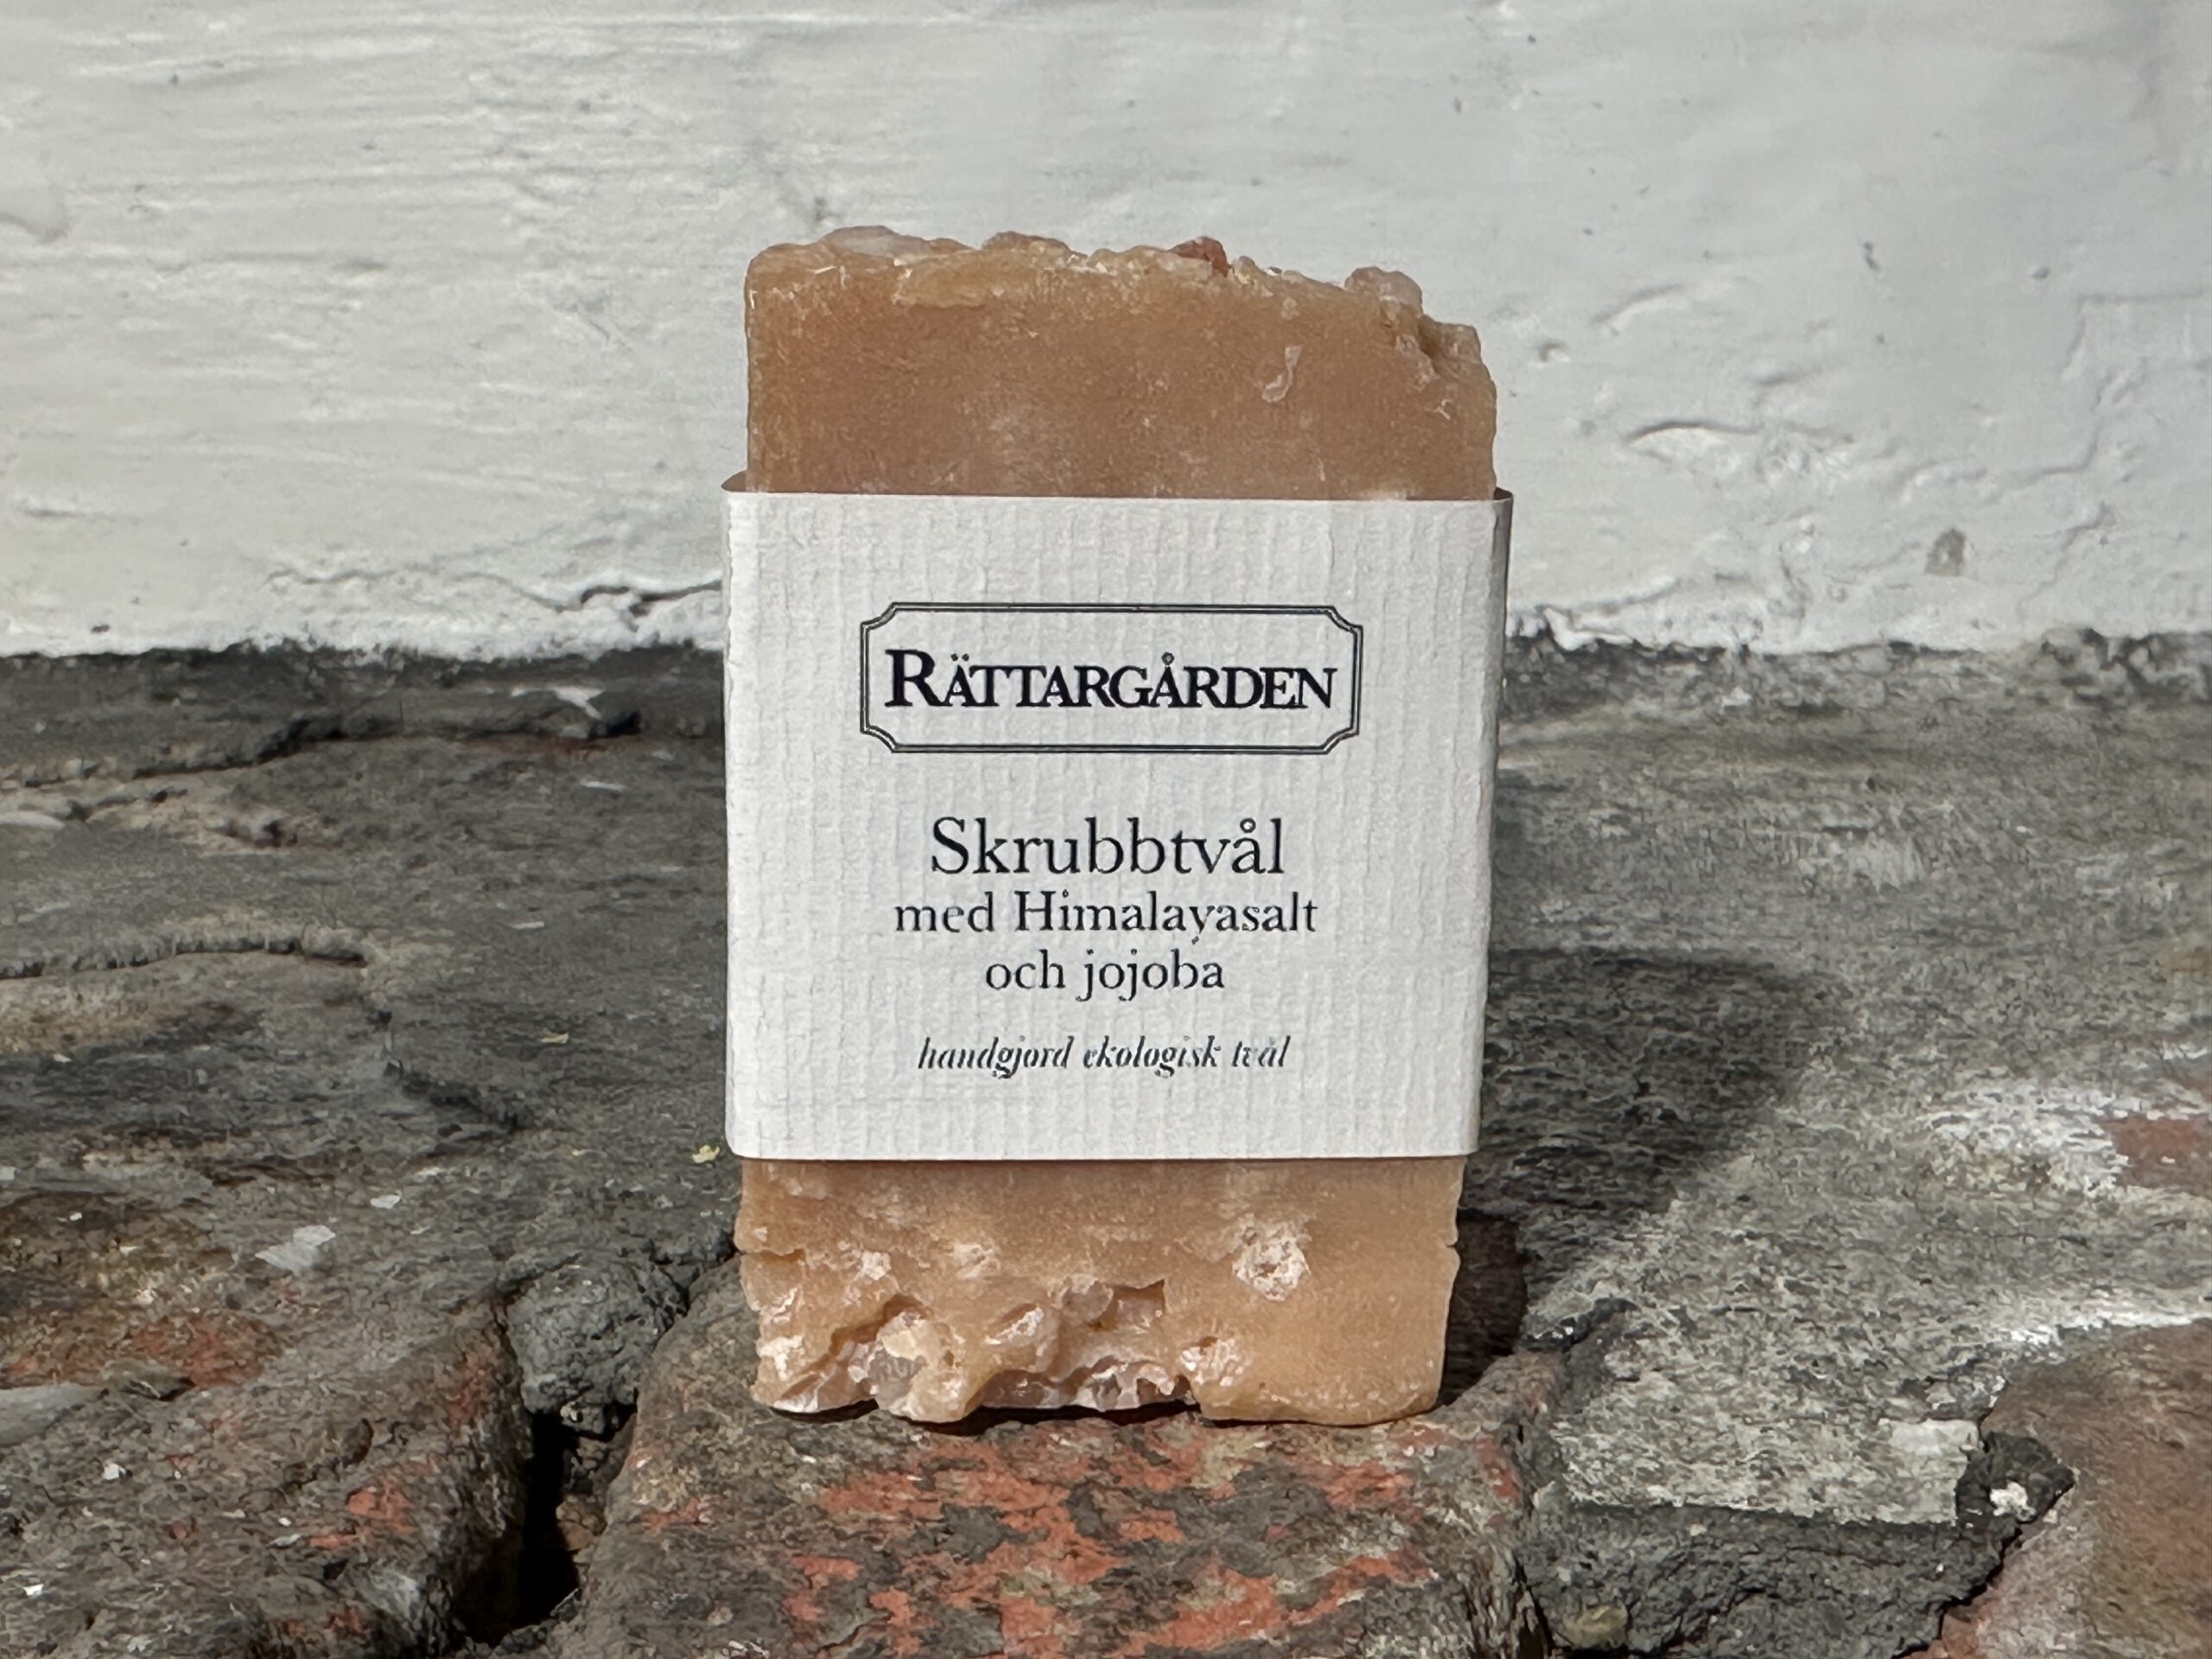 RÄTTARGÅRDEN
Skrubbtvål
med Himalayasalt
och jojoba
handgjord ekologisk tvål